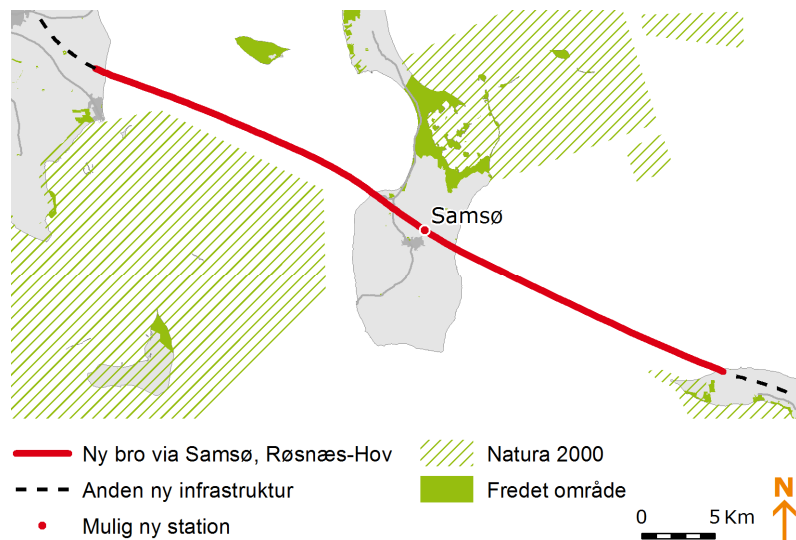 Samsø
Ny bro via Samsø, Røsnæs-Hov
Anden ny infrastruktur
Mulig ny station
Natura 2000
Fredet område
0 5 Km
N